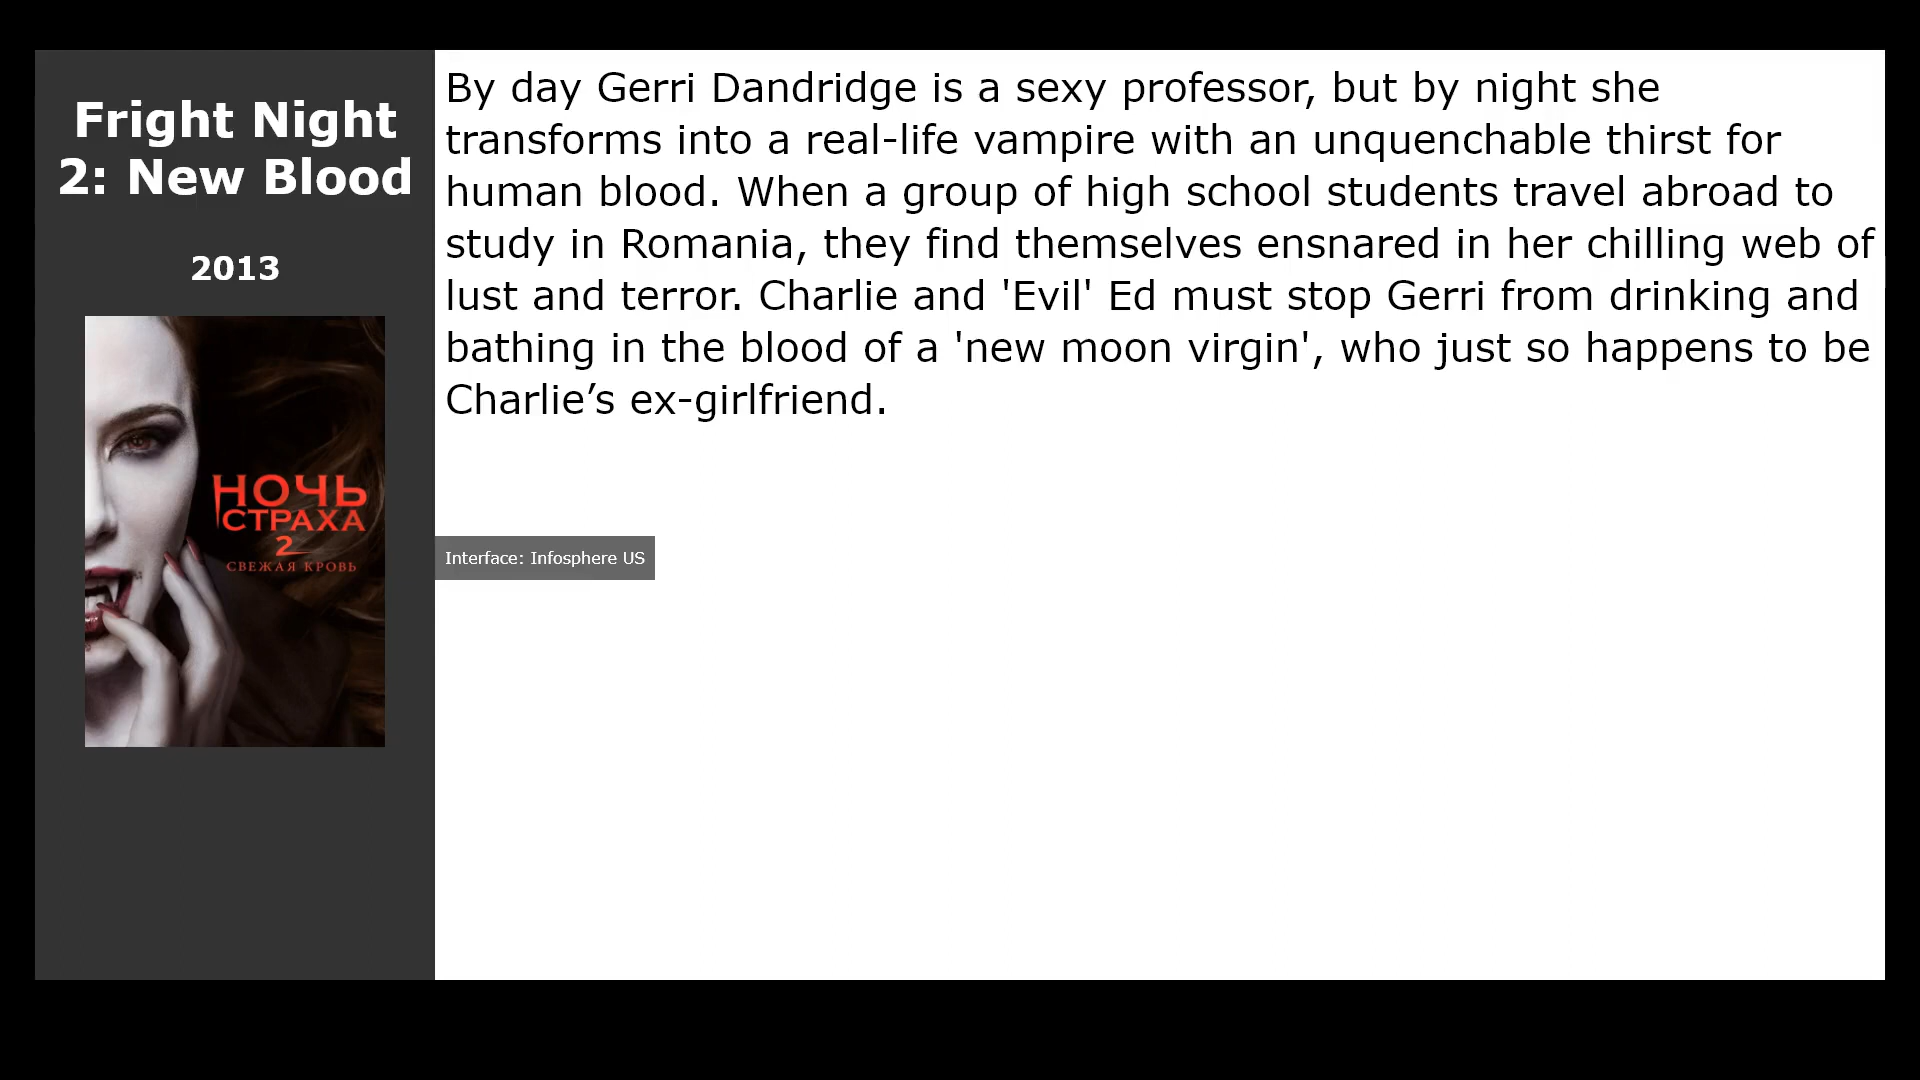 Fright Night
2: New Blood
2013
НОЧЬ
СТРАХА
2
СВЕЖАЯ КРОВЬ
By day Gerri Dandridge is a sexy professor, but by night she
transforms into a real-life vampire with an unquenchable thirst for
human blood. When a group of high school students travel abroad to
study in Romania, they find themselves ensnared in her chilling web of
lust and terror. Charlie and 'Evil' Ed must stop Gerri from drinking and
bathing in the blood of a 'new moon virgin', who just so happens to be
Charlie’s ex-girlfriend.
Interface: Infosphere US